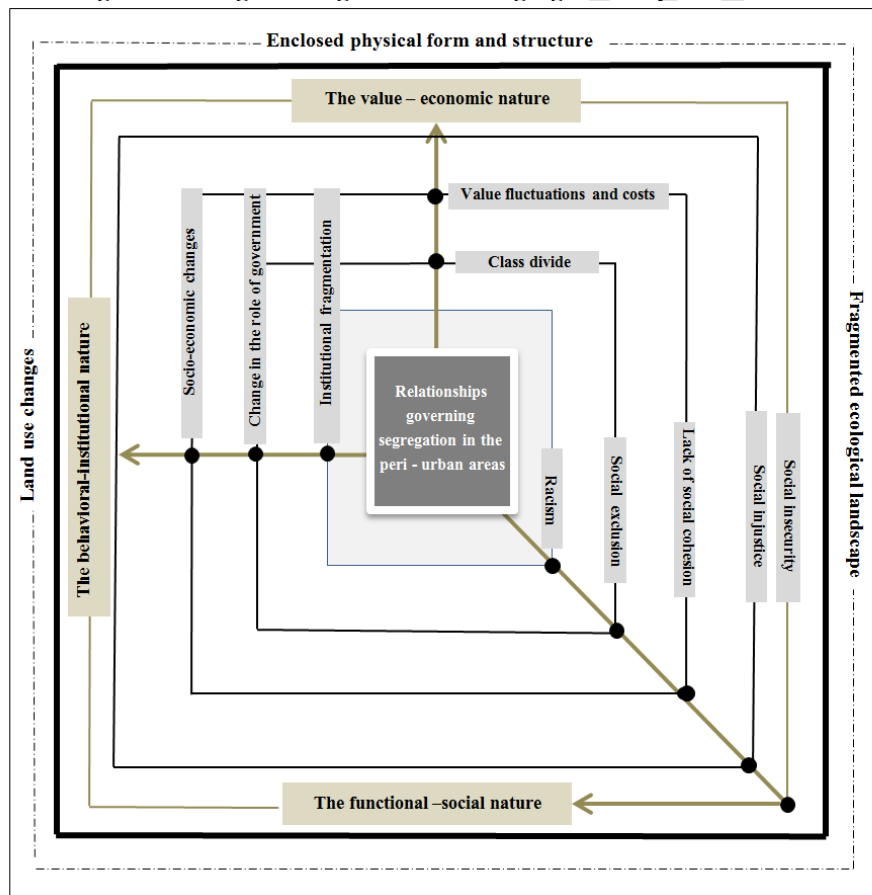 Enclosed physical form and structure
The value – economic nature
Value fluctuations and costs
Class divide
Socio-economic changes
Change in the role of government
Institutional fragmentation
Relationships
governing
segregation in the
peri - urban areas
Racism
Social exclusion
Lack of social cohesion
Social injustice
Social insecurity
Fragmented ecological landscape
Land use changes
The behavioral-institutional nature
The functional –social nature